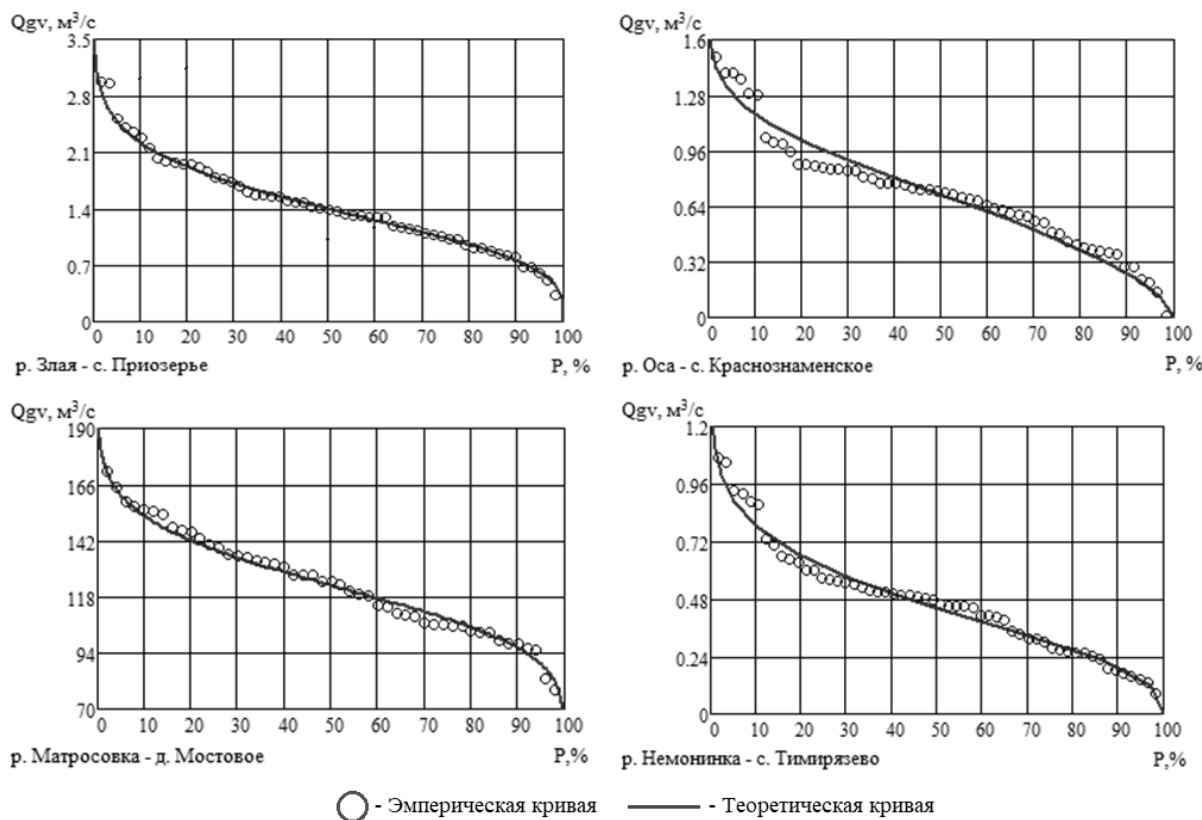 Qgv, м³/с
3.5
2.8
2.1
1.4
0.7
0
0 10 20 30 40 50 60 70 80 90 100
р. Злая - с. Приозерье P, %
Qgv, м³/с
1.6
1.28
0.96
0.64
0.32
0
0 10 20 30 40 50 60 70 80 90 100
р. Оса - с. Краснознаменское P, %
Qgv, м³/с
190
166
142
118
94
70
0 10 20 30 40 50 60 70 80 90 100
р. Матросовка - д. Мостовое P,%
Qgv, м³/с
1.2
0.96
0.72
0.48
0.24
0
0 10 20 30 40 50 60 70 80 90 100
р. Немонинка - с. Тимирязево P,%
- Эмперическая кривая - Теоретическая кривая